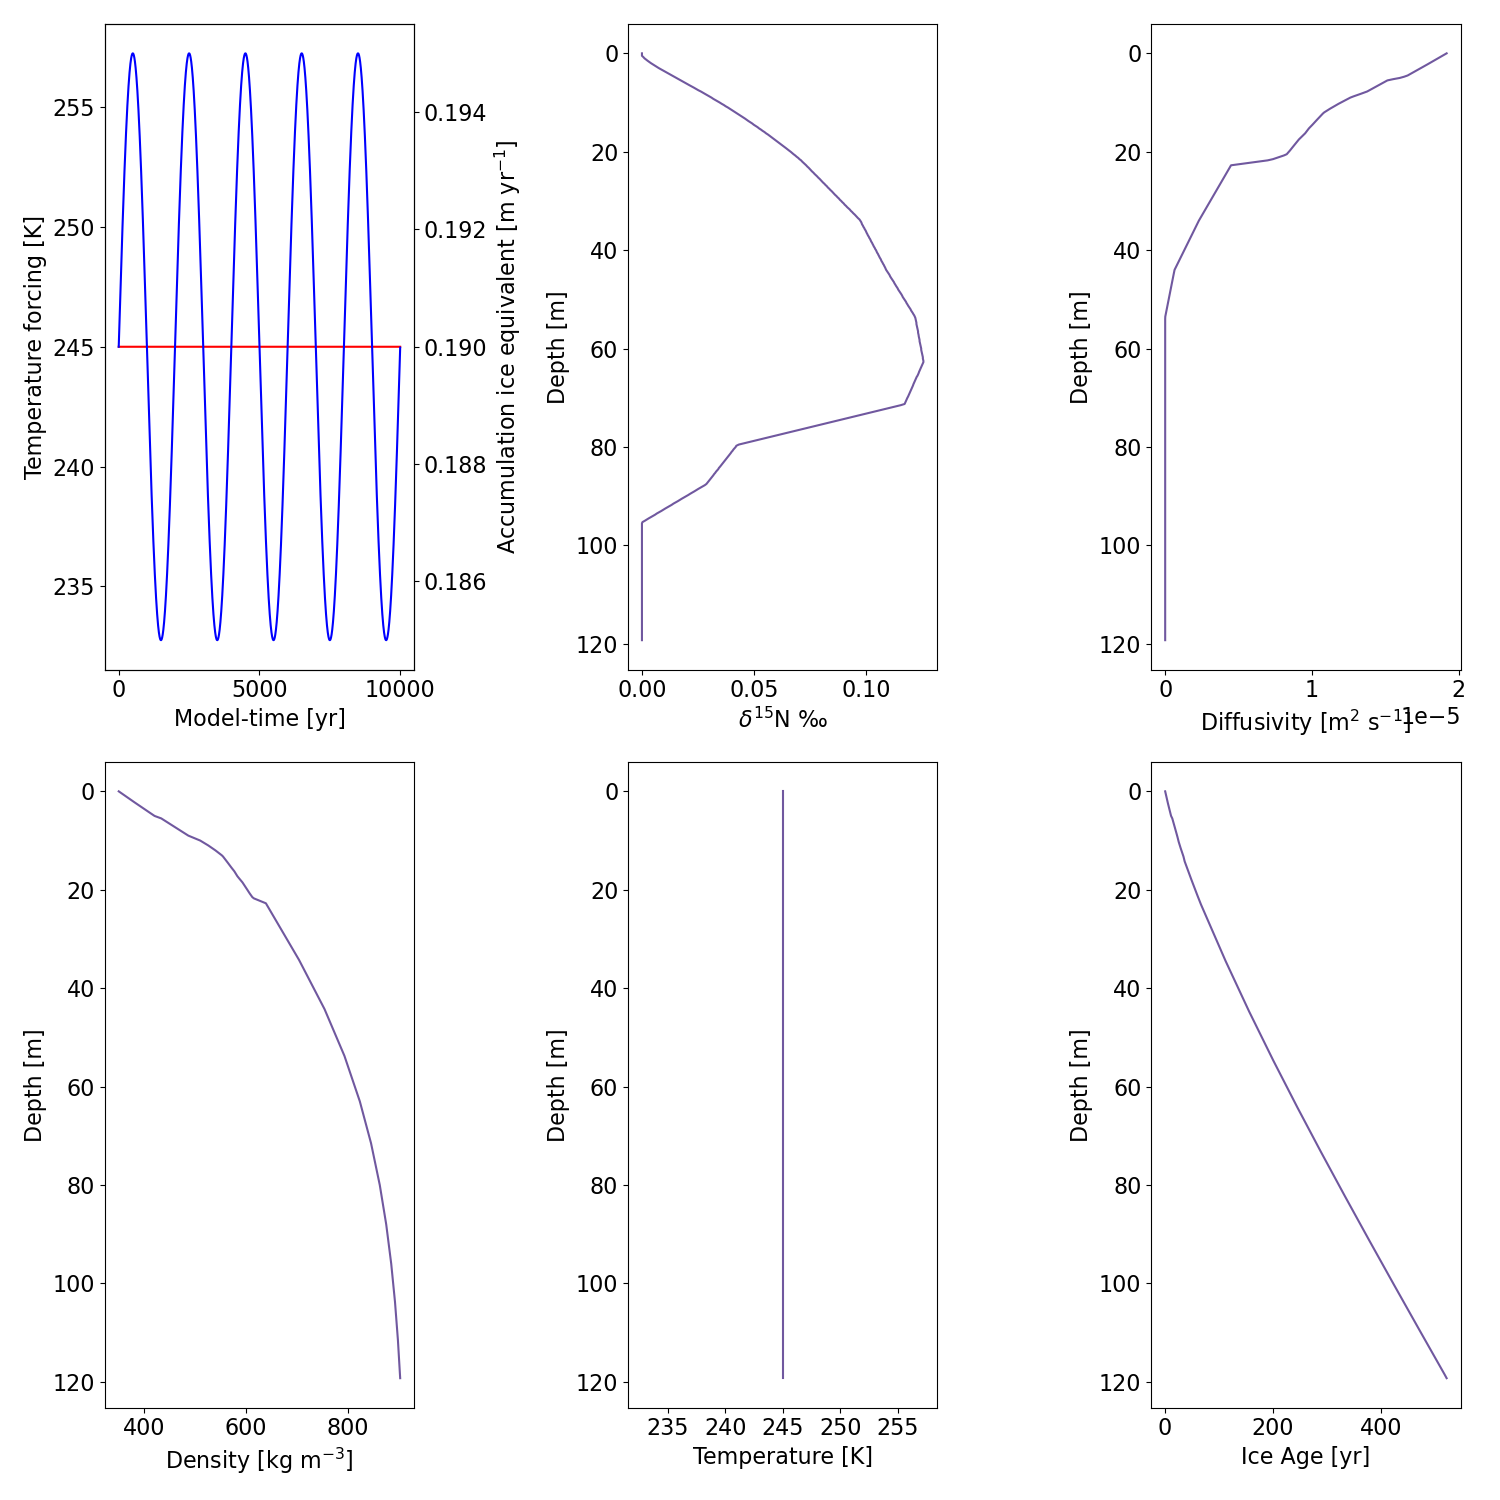 Temperature forcing [K]
255
250
245
240
235
0 5000 10000
Model-time [yr]
0.194
0.192
0.190
0.188
0.186
Accumulation ice equivalent [m yr⁻¹]
Depth [m]
0
20
40
60
80
100
120
0.00 0.05 0.10
δ¹⁵N ‰
Depth [m]
0
20
40
60
80
100
120
0 1 2
Diffusivity [m² s⁻¹]
1e−5
Depth [m]
0
20
40
60
80
100
120
400 600 800
Density [kg m⁻³]
Depth [m]
0
20
40
60
80
100
120
235 240 245 250 255
Temperature [K]
Depth [m]
0
20
40
60
80
100
120
0 200 400
Ice Age [yr]